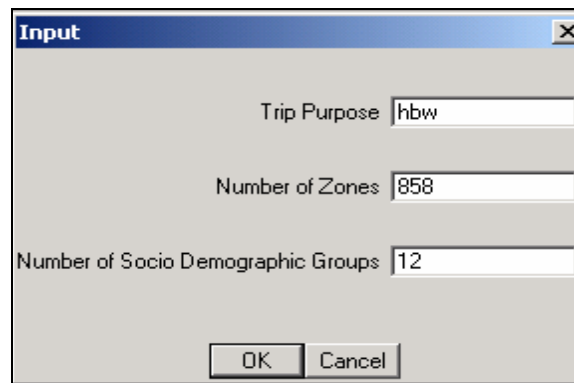 Input
Trip Purpose hbw
Number of Zones 858
Number of Socio Demographic Groups 12
OK Cancel